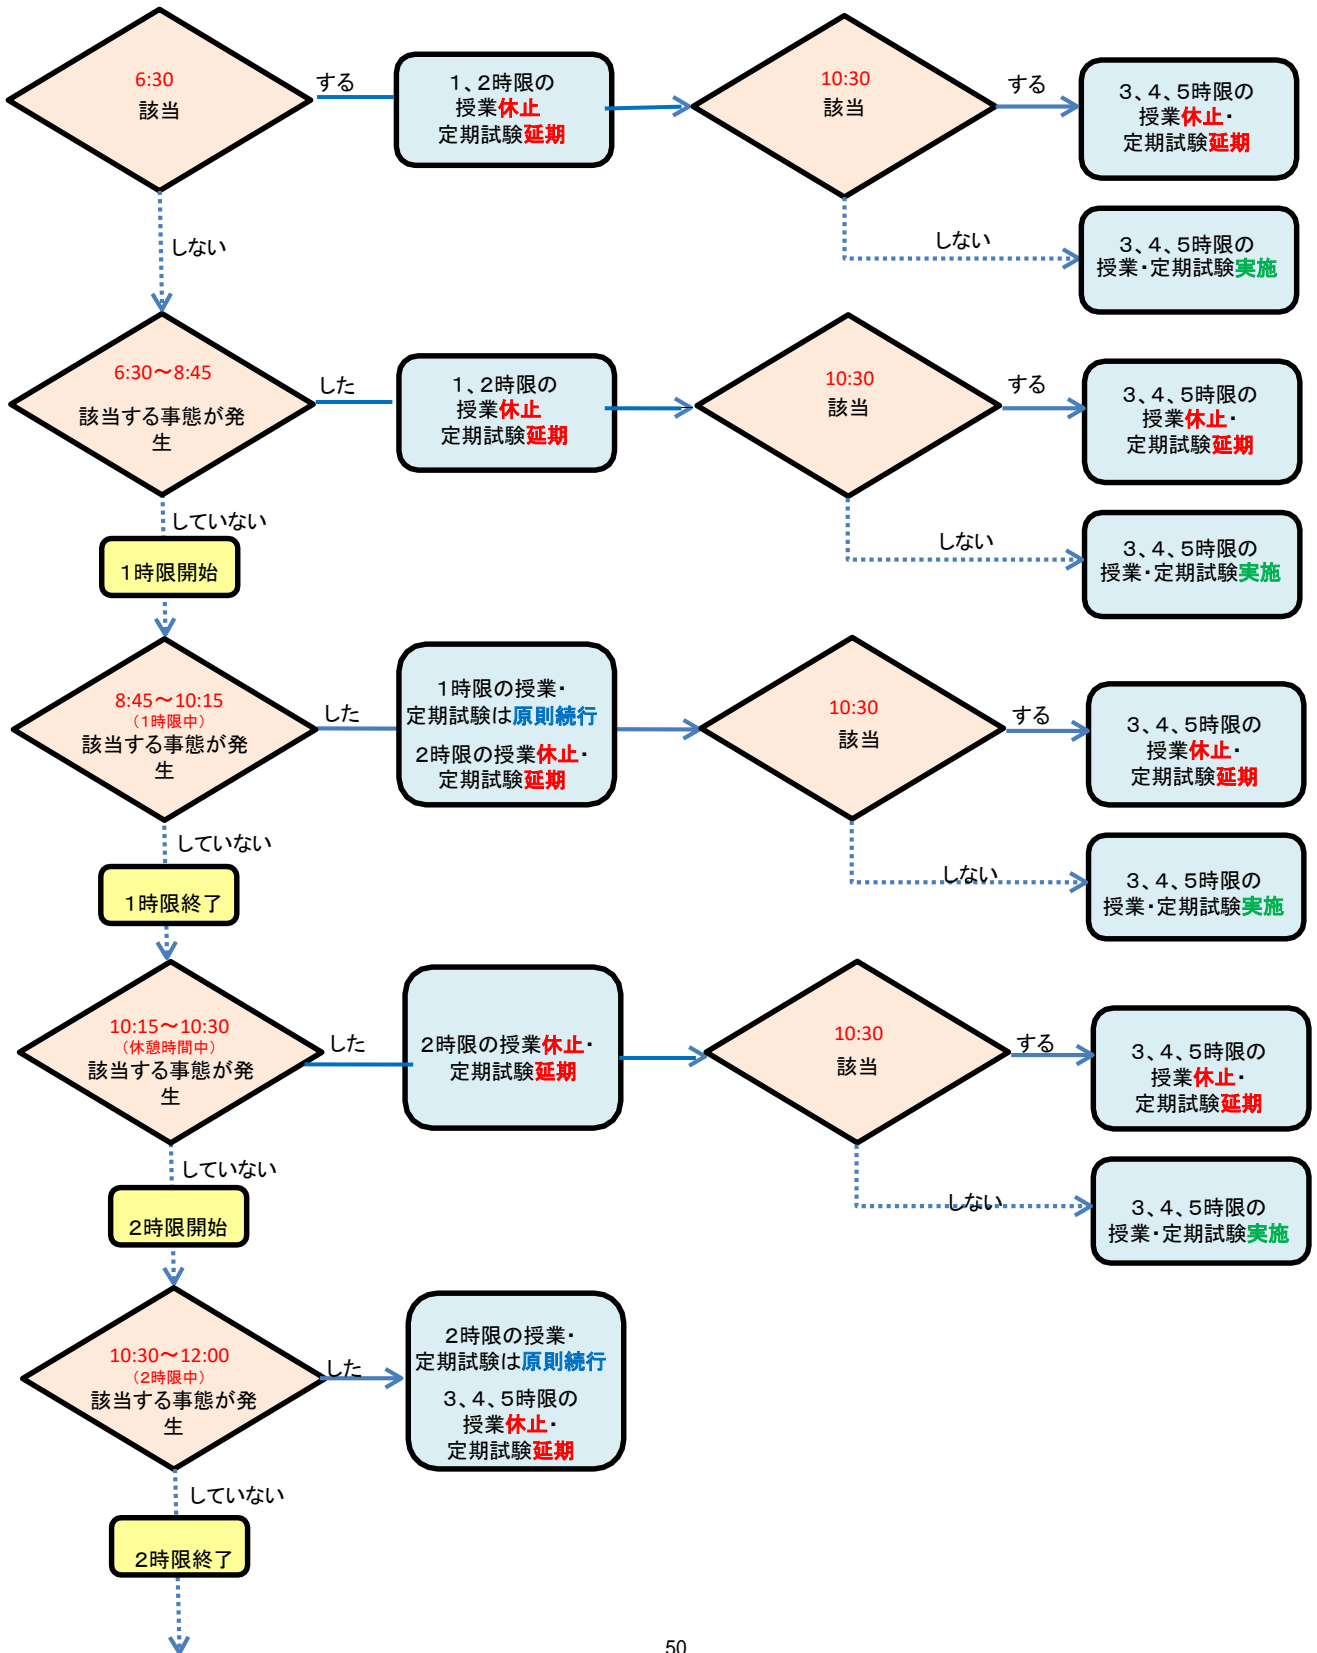 6:30
該当
する
1、2時限の
授業休止
定期試験延期
10:30
該当
する
3、4、5時限の
授業休止・
定期試験延期
しない
3、4、5時限の
授業・定期試験実施
しない
6:30～8:45
該当する事態が発
生
した
1、2時限の
授業休止
定期試験延期
10:30
該当
する
3、4、5時限の
授業休止・
定期試験延期
しない
3、4、5時限の
授業・定期試験実施
していない
1時限開始
8:45～10:15
（1時限中）
該当する事態が発
生
した
1時限の授業・
定期試験は原則続行
2時限の授業休止・
定期試験延期
10:30
該当
する
3、4、5時限の
授業休止・
定期試験延期
しない
3、4、5時限の
授業・定期試験実施
していない
1時限終了
10:15～10:30
（休憩時間中）
該当する事態が発
生
した
2時限の授業休止・
定期試験延期
10:30
該当
する
3、4、5時限の
授業休止・
定期試験延期
しない
3、4、5時限の
授業・定期試験実施
していない
2時限開始
10:30～12:00
（2時限中）
該当する事態が発
生
した
2時限の授業・
定期試験は原則続行
3、4、5時限の
授業休止・
定期試験延期
していない
2時限終了
50